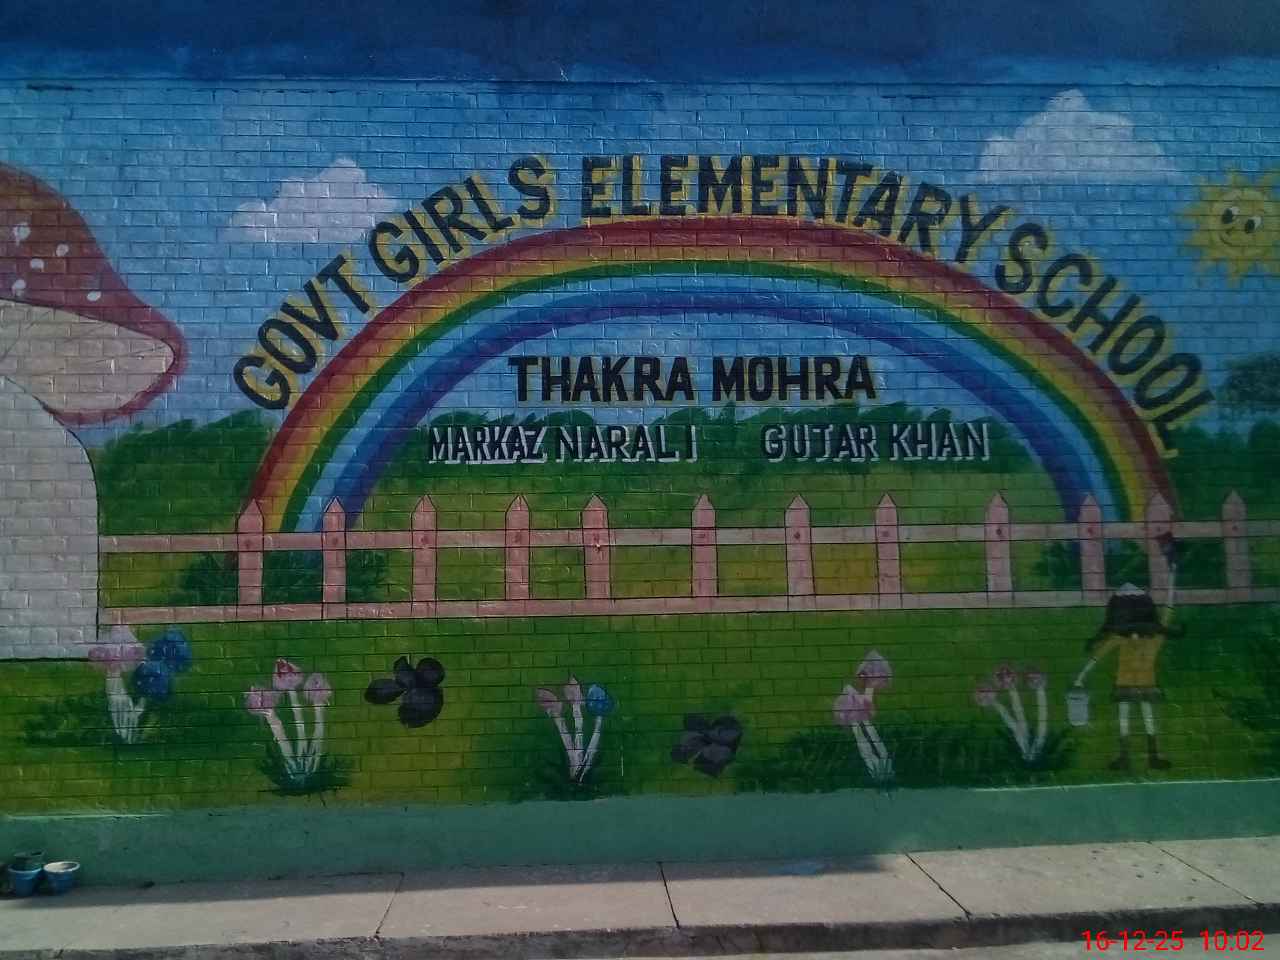 GOVT GIRLS ELEMENTARY SCHOOL
THAKRA MOHRA
MARKAZ NARALI GUJAR KHAN
16-12-25 10.02